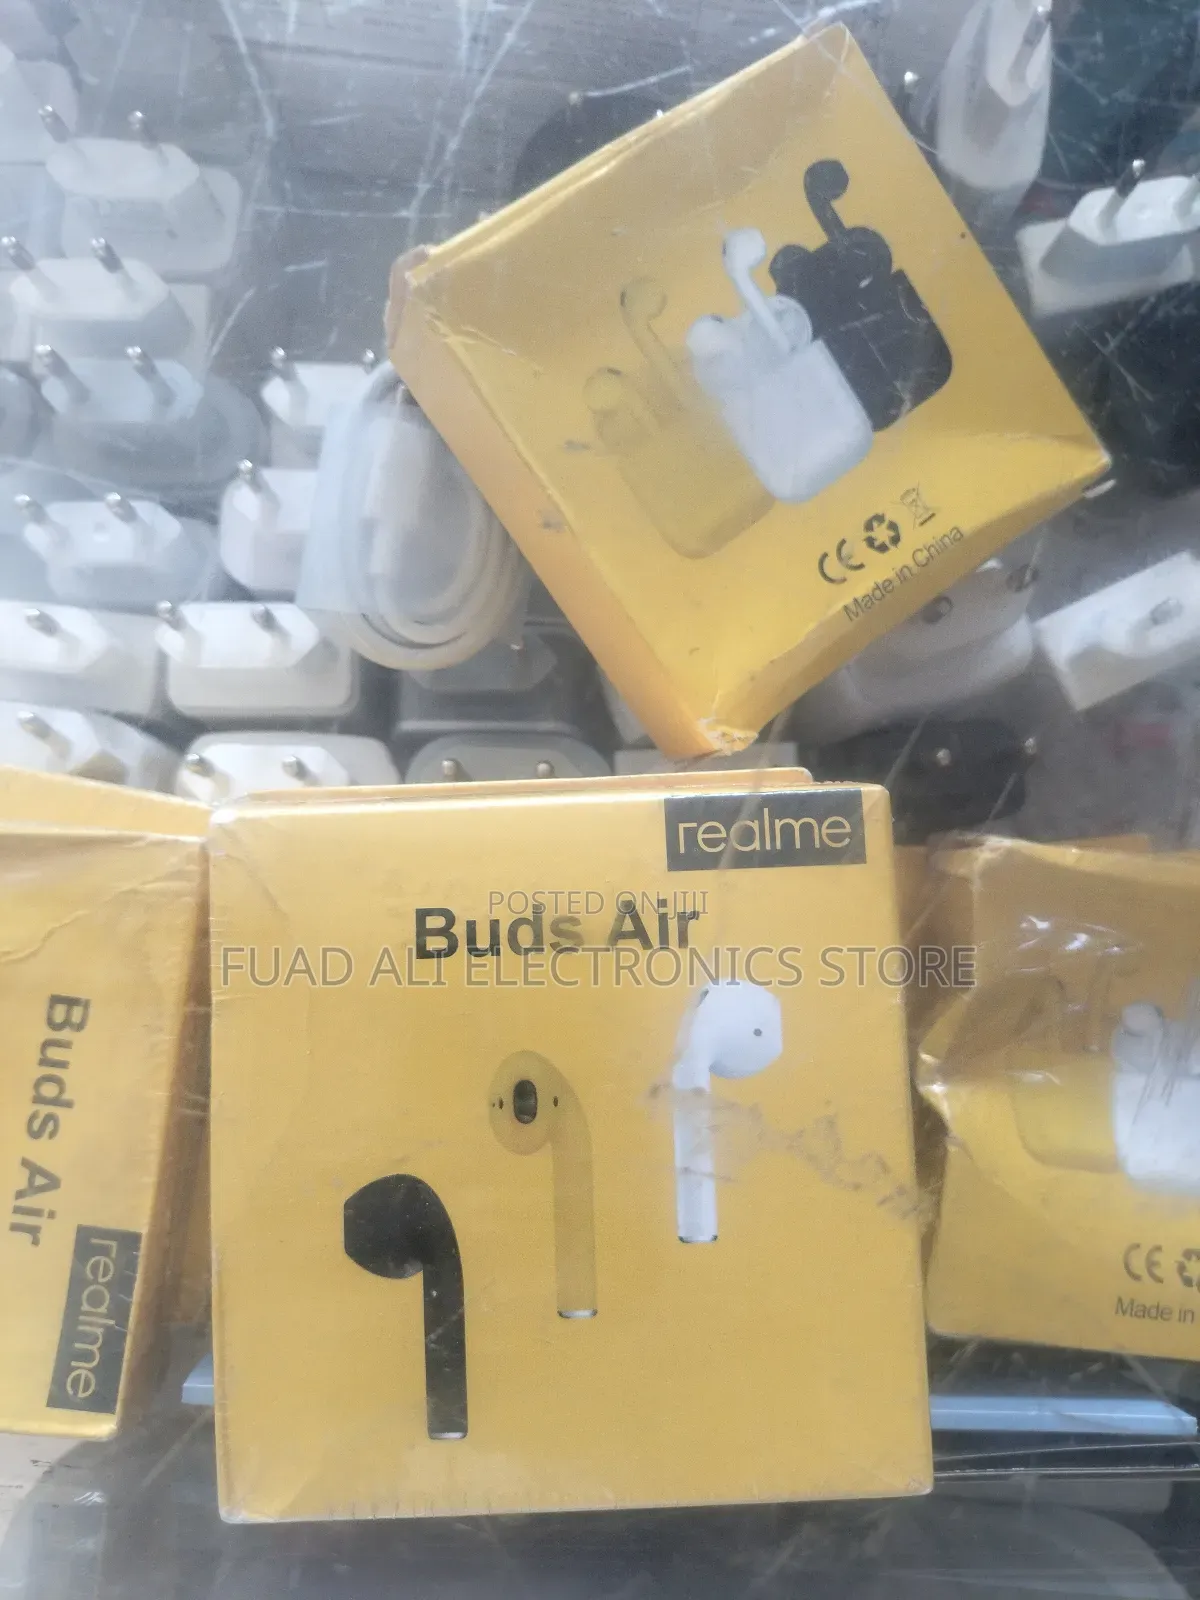 CE
Made in China
realme
Buds Air
POSTED ON JIJI
FUAD ALI ELECTRONICS STORE
Buds Air
realme
CE
Made in